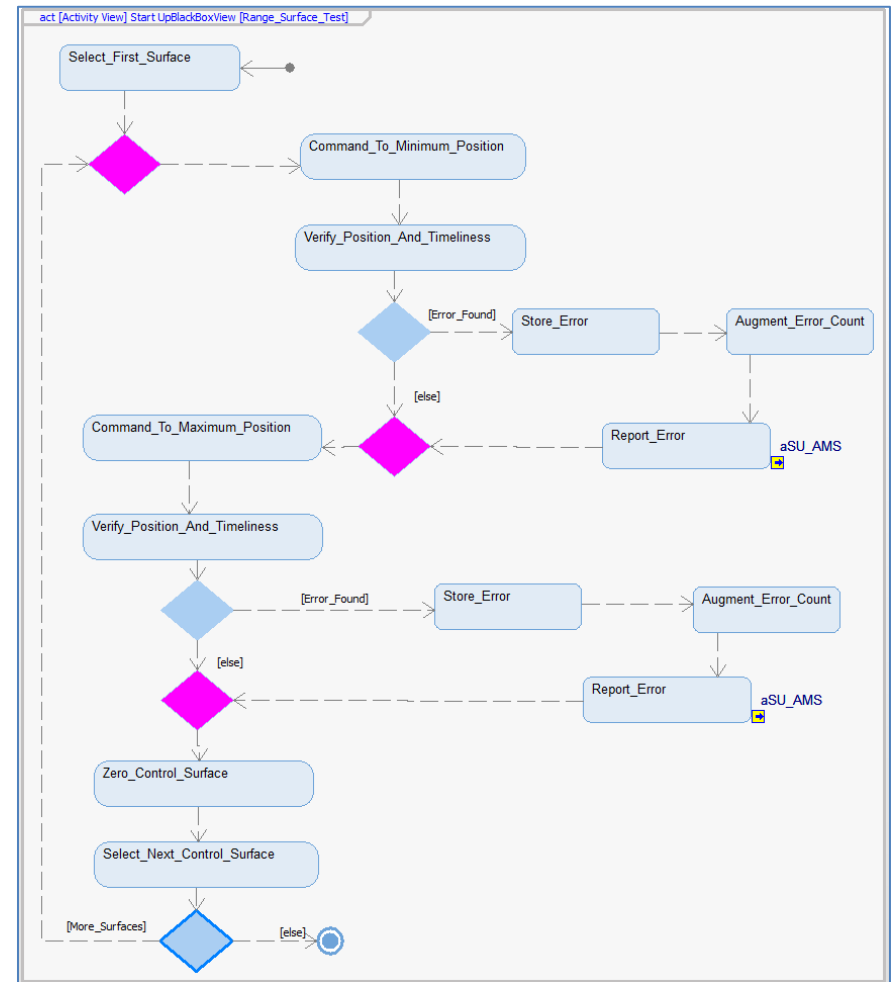 act [Activity View] Start UpBlackBoxView [Range_Surface_Test]
Select_First_Surface
Command_To_Minimum_Position
Verify_Position_And_Timeliness
[Error_Found]
Store_Error
Augment_Error_Count
[else]
Command_To_Maximum_Position
Report_Error
aSU_AMS
Verify_Position_And_Timeliness
[Error_Found]
Store_Error
Augment_Error_Count
[else]
Report_Error
aSU_AMS
Zero_Control_Surface
Select_Next_Control_Surface
[More_Surfaces]
[else]